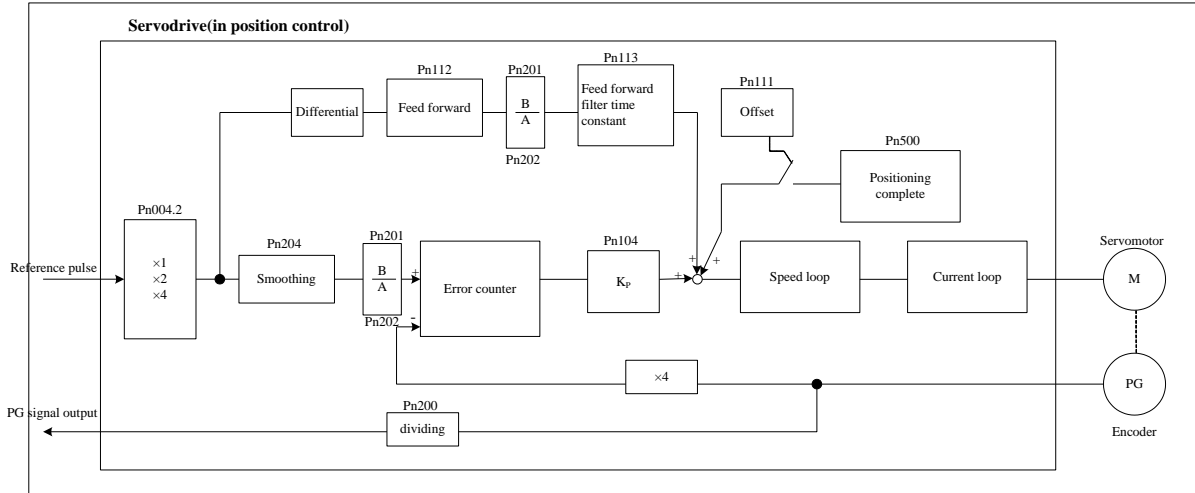 Servodrive(in position control)
Pn112
Pn201
Pn113
Differential
Feed forward
B
A
Feed forward
filter time
constant
Pn202
Pn111
Offset
Pn500
Positioning
complete
Pn004.2
Reference pulse
×1
×2
×4
Pn204
Smoothing
Pn201
B
A
Pn202
+
-
Error counter
Pn104
KP
+
+
+
Speed loop
Current loop
Servomotor
M
×4
PG
Encoder
PG signal output
Pn200
dividing